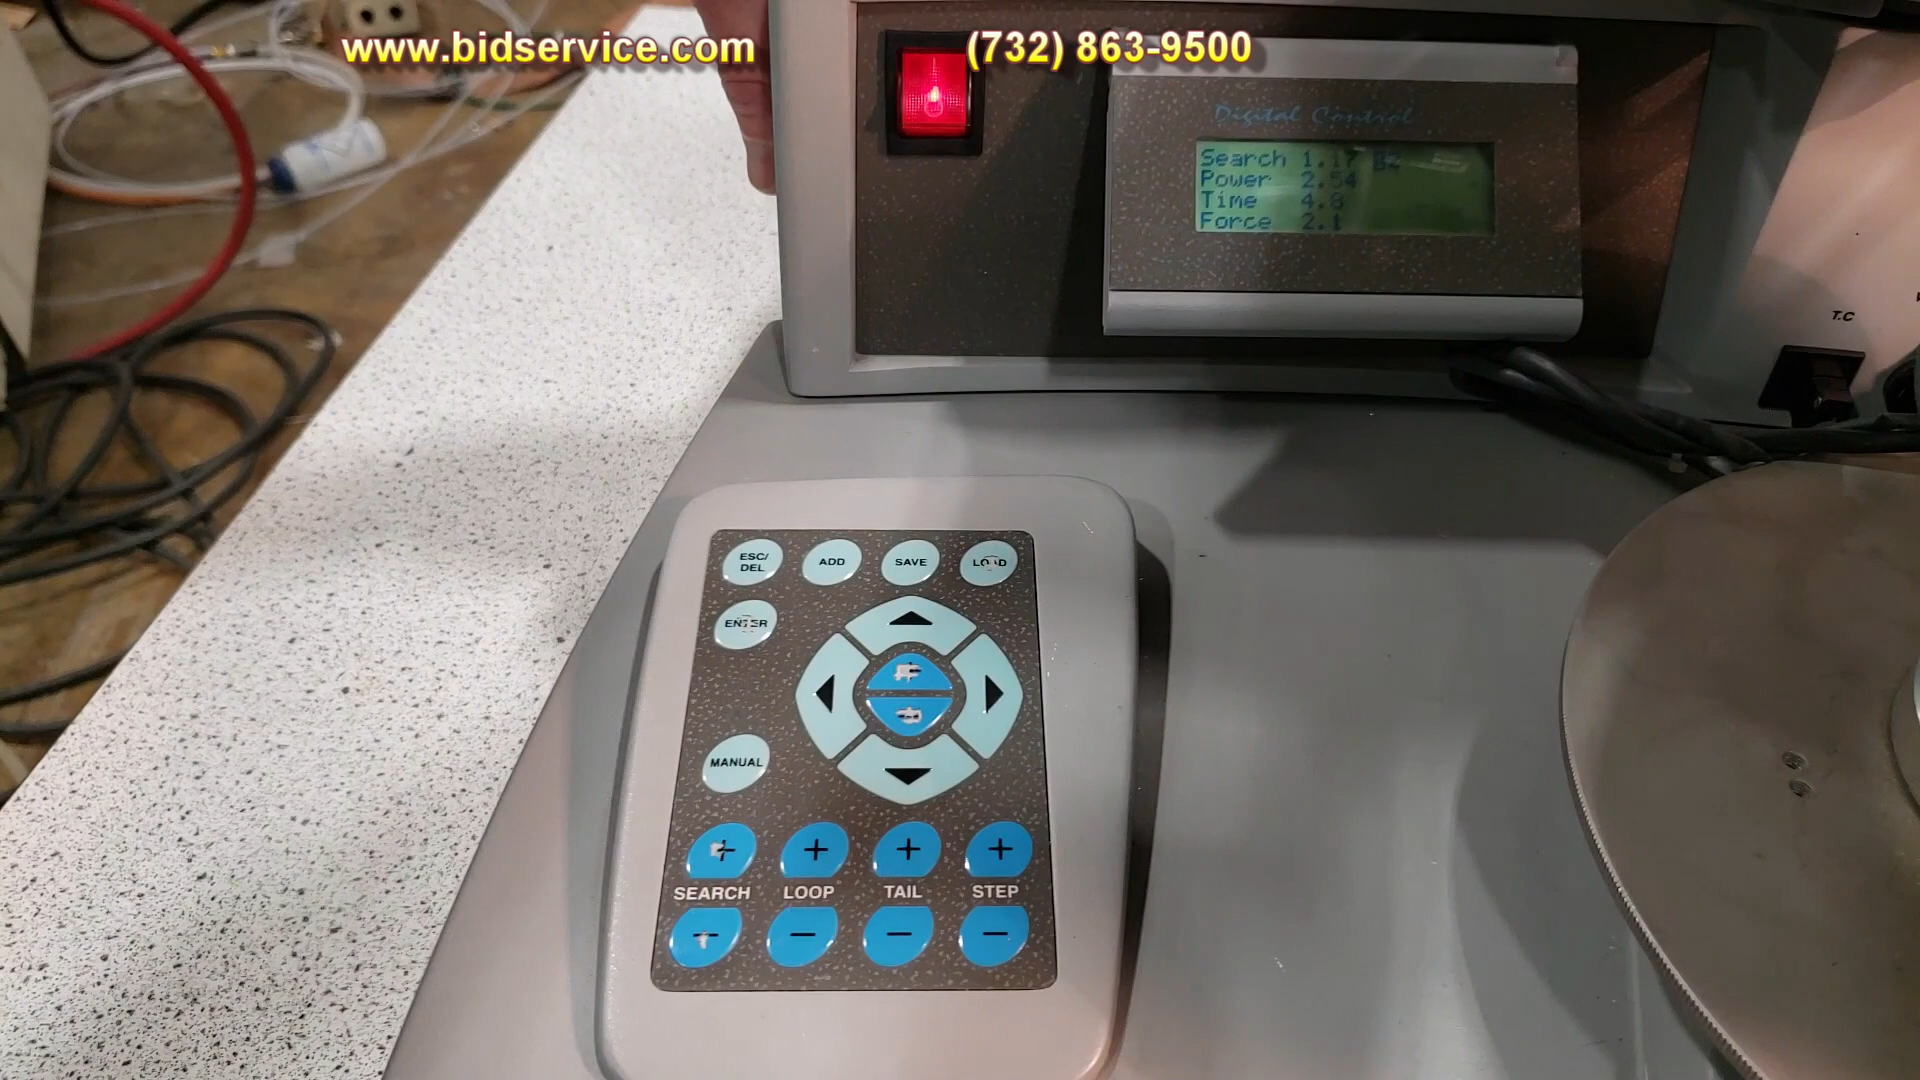 www.bidservice.com (732) 863-9500
Digital Control
Search 1.17 B2
Power 2.54
Time 4.8
Force 2.1
T.C
ESC/
DEL
ADD
SAVE
LOAD
ENTER
MANUAL
+ + + +
SEARCH LOOP TAIL STEP
- - -